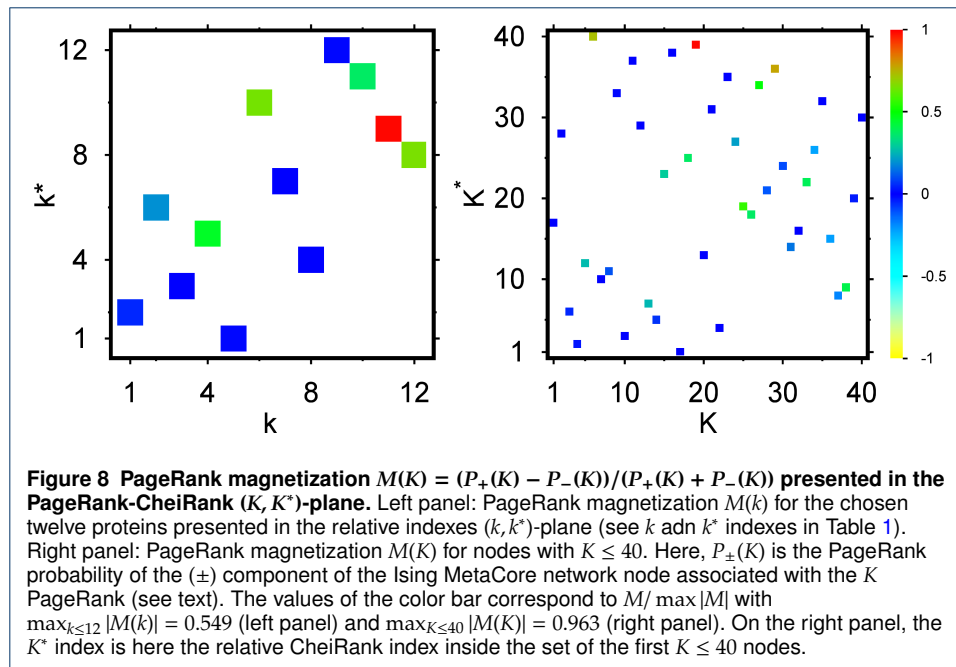 12
8
4
1
k*
1
4
8
12
k
40
30
20
10
1
K*
1
10
20
30
40
K
1
0.5
0
-0.5
-1
Figure 8 PageRank magnetization M(K) = (P₊(K) − P₋(K))/(P₊(K) + P₋(K)) presented in the
PageRank-CheiRank (K, K*)-plane. Left panel: PageRank magnetization M(k) for the chosen
twelve proteins presented in the relative indexes (k, k*)-plane (see k adn k* indexes in Table 1).
Right panel: PageRank magnetization M(K) for nodes with K ≤ 40. Here, P±(K) is the PageRank
probability of the (±) component of the Ising MetaCore network node associated with the K
PageRank (see text). The values of the color bar correspond to M/ max |M| with
maxₖ≤₁₂ |M(k)| = 0.549 (left panel) and max_K≤40 |M(K)| = 0.963 (right panel). On the right panel, the
K* index is here the relative CheiRank index inside the set of the first K ≤ 40 nodes.